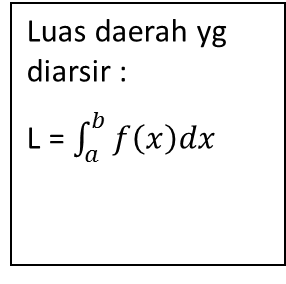 Luas daerah yg
diarsir :
L = ∫ₐᵇ f(x)dx